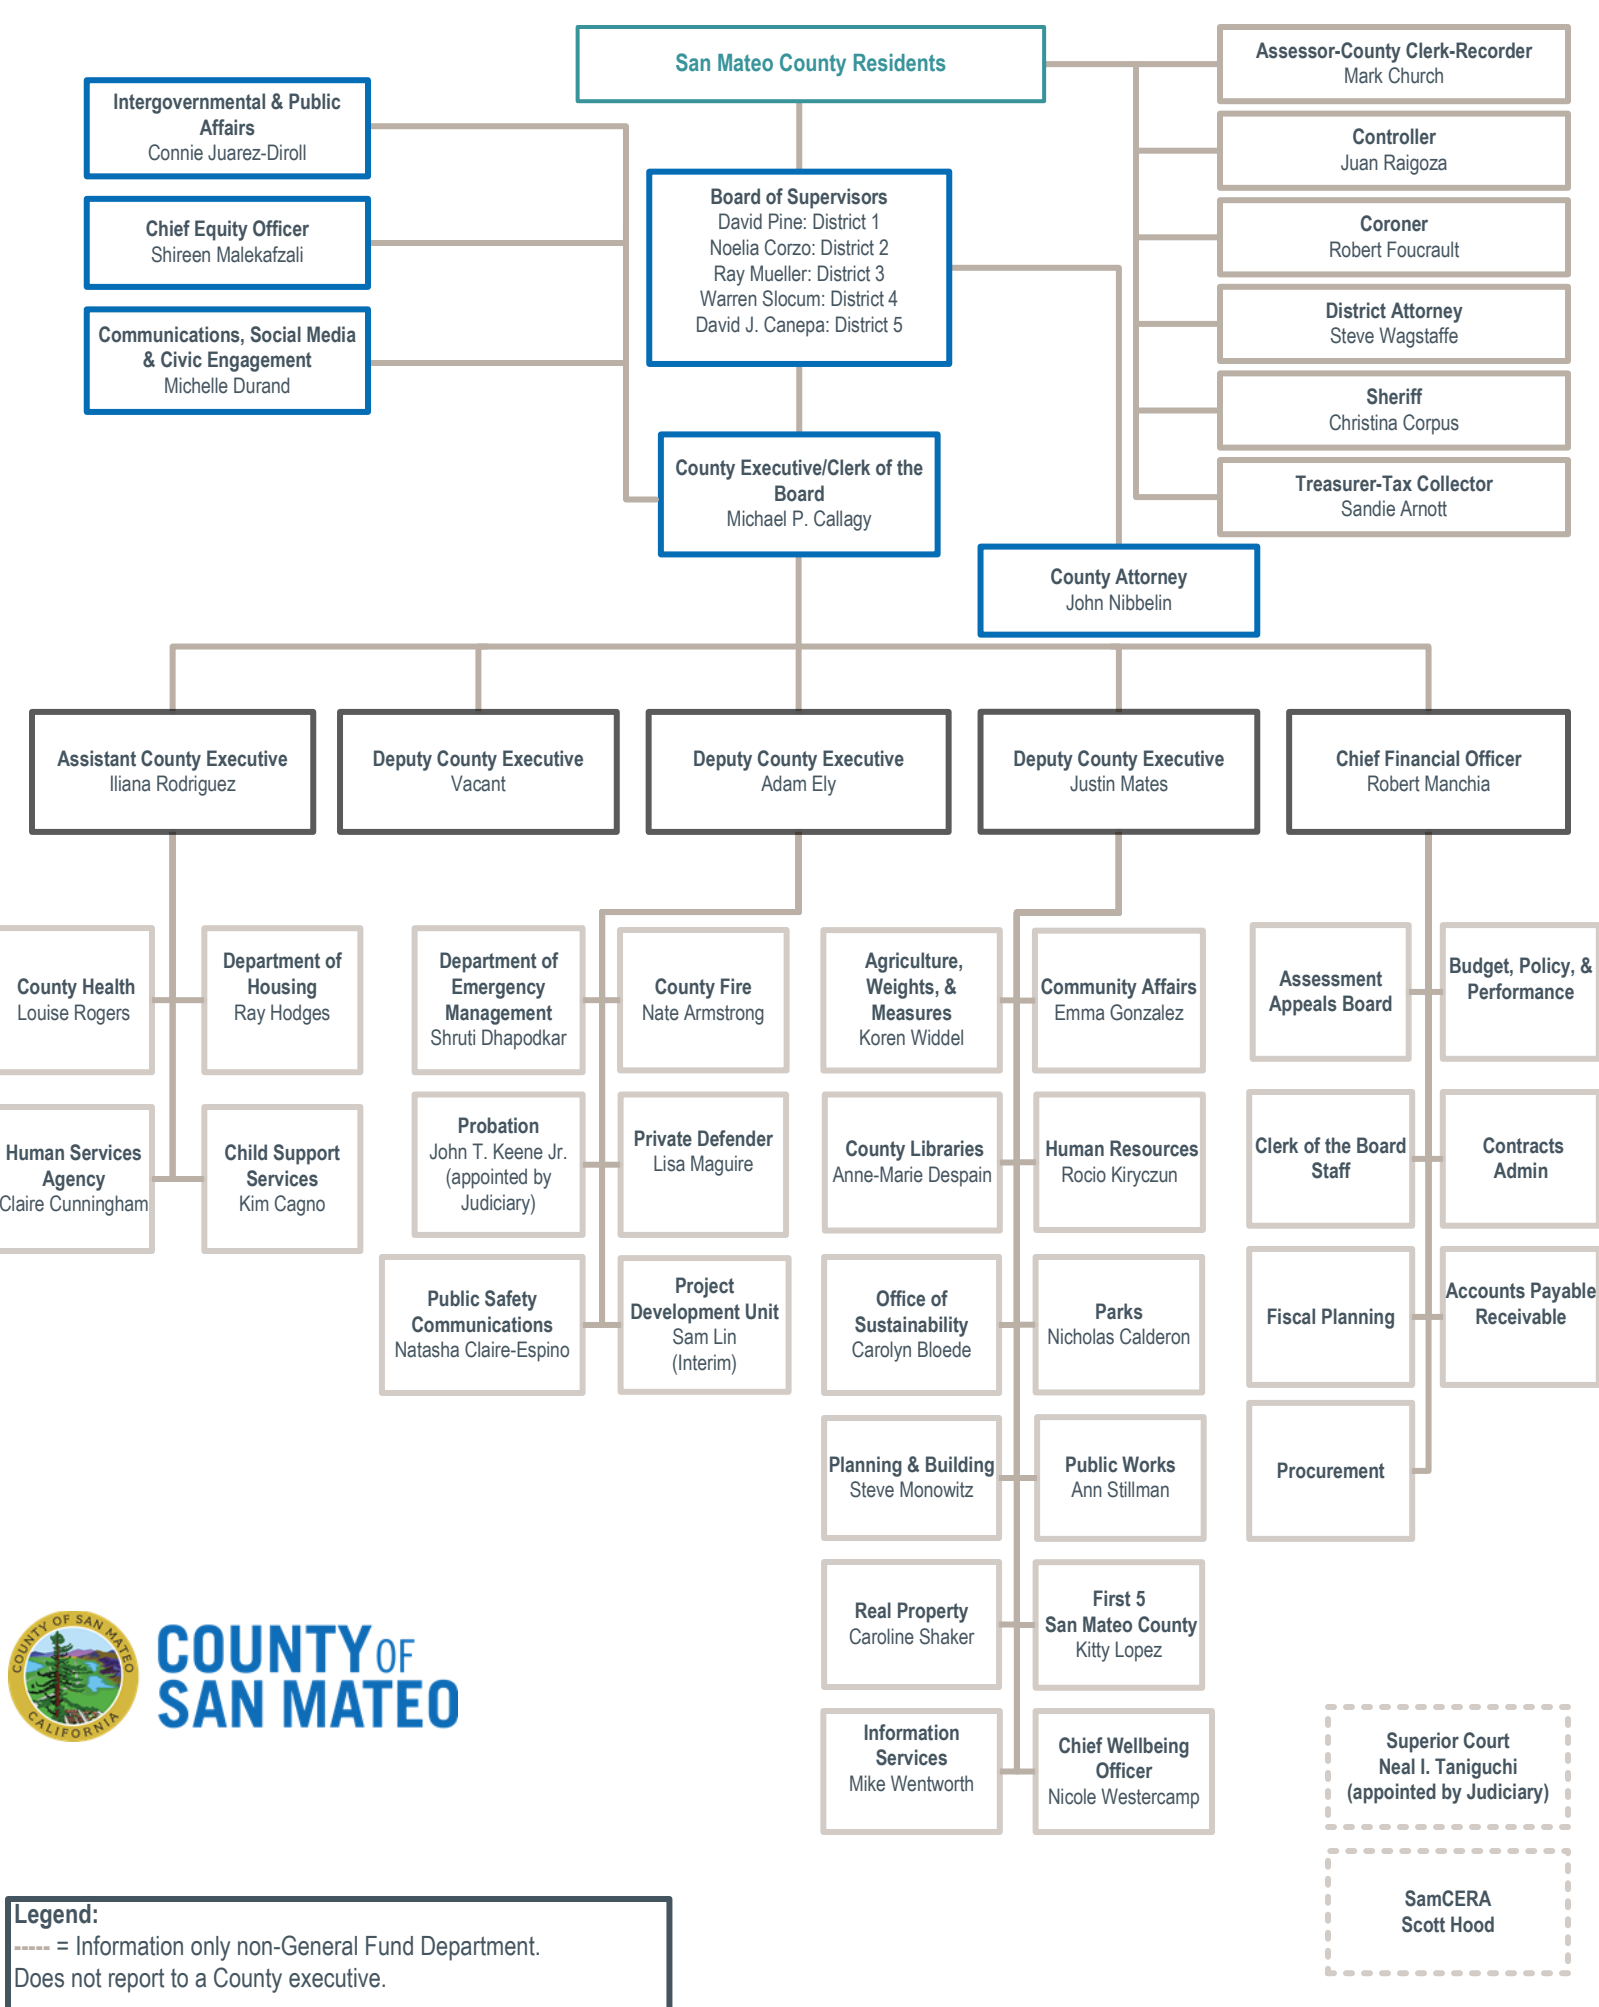 San Mateo County Residents
Assessor-County Clerk-Recorder
Mark Church
Controller
Juan Raigoza
Coroner
Robert Foucrault
District Attorney
Steve Wagstaffe
Sheriff
Christina Corpus
Treasurer-Tax Collector
Sandie Arnott
Intergovernmental & Public
Affairs
Connie Juarez-Diroll
Chief Equity Officer
Shireen Malekafzali
Communications, Social Media
& Civic Engagement
Michelle Durand
Board of Supervisors
David Pine: District 1
Noelia Corzo: District 2
Ray Mueller: District 3
Warren Slocum: District 4
David J. Canepa: District 5
County Executive/Clerk of the
Board
Michael P. Callagy
County Attorney
John Nibbelin
Assistant County Executive
Iliana Rodriguez
Deputy County Executive
Vacant
Deputy County Executive
Adam Ely
Deputy County Executive
Justin Mates
Chief Financial Officer
Robert Manchia
County Health
Louise Rogers
Department of
Housing
Ray Hodges
Human Services
Agency
Claire Cunningham
Child Support
Services
Kim Cagno
Department of
Emergency
Management
Shruti Dhapodkar
County Fire
Nate Armstrong
Probation
John T. Keene Jr.
(appointed by
Judiciary)
Private Defender
Lisa Maguire
Public Safety
Communications
Natasha Claire-Espino
Project
Development Unit
Sam Lin
(Interim)
Agriculture,
Weights, &
Measures
Koren Widdel
Community Affairs
Emma Gonzalez
County Libraries
Anne-Marie Despain
Human Resources
Rocio Kiryczun
Office of
Sustainability
Carolyn Bloede
Parks
Nicholas Calderon
Planning & Building
Steve Monowitz
Public Works
Ann Stillman
Real Property
Caroline Shaker
First 5
San Mateo County
Kitty Lopez
Information
Services
Mike Wentworth
Chief Wellbeing
Officer
Nicole Westercamp
Assessment
Appeals Board
Budget, Policy, &
Performance
Clerk of the Board
Staff
Contracts
Admin
Fiscal Planning
Accounts Payable
Receivable
Procurement
COUNTY OF SAN MATEO
CALIFORNIA
COUNTY OF
SAN MATEO
Superior Court
Neal I. Taniguchi
(appointed by Judiciary)
SamCERA
Scott Hood
Legend:
----- = Information only non-General Fund Department.
Does not report to a County executive.